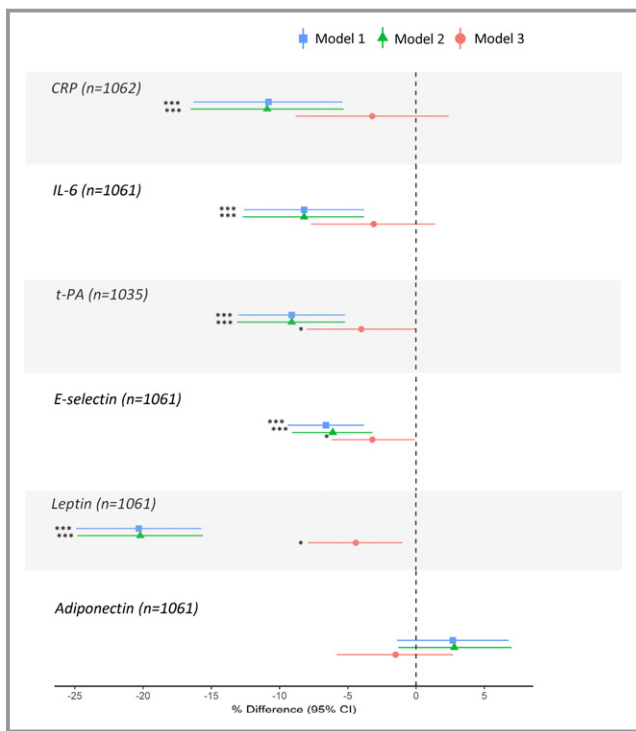 Model 1 Model 2 Model 3
CRP (n=1062)
***
***
IL-6 (n=1061)
***
***
t-PA (n=1035)
***
***
*
E-selectin (n=1061)
***
***
*
Leptin (n=1061)
***
***
*
Adiponectin (n=1061)
-25 -20 -15 -10 -5 0 5
% Difference (95% CI)